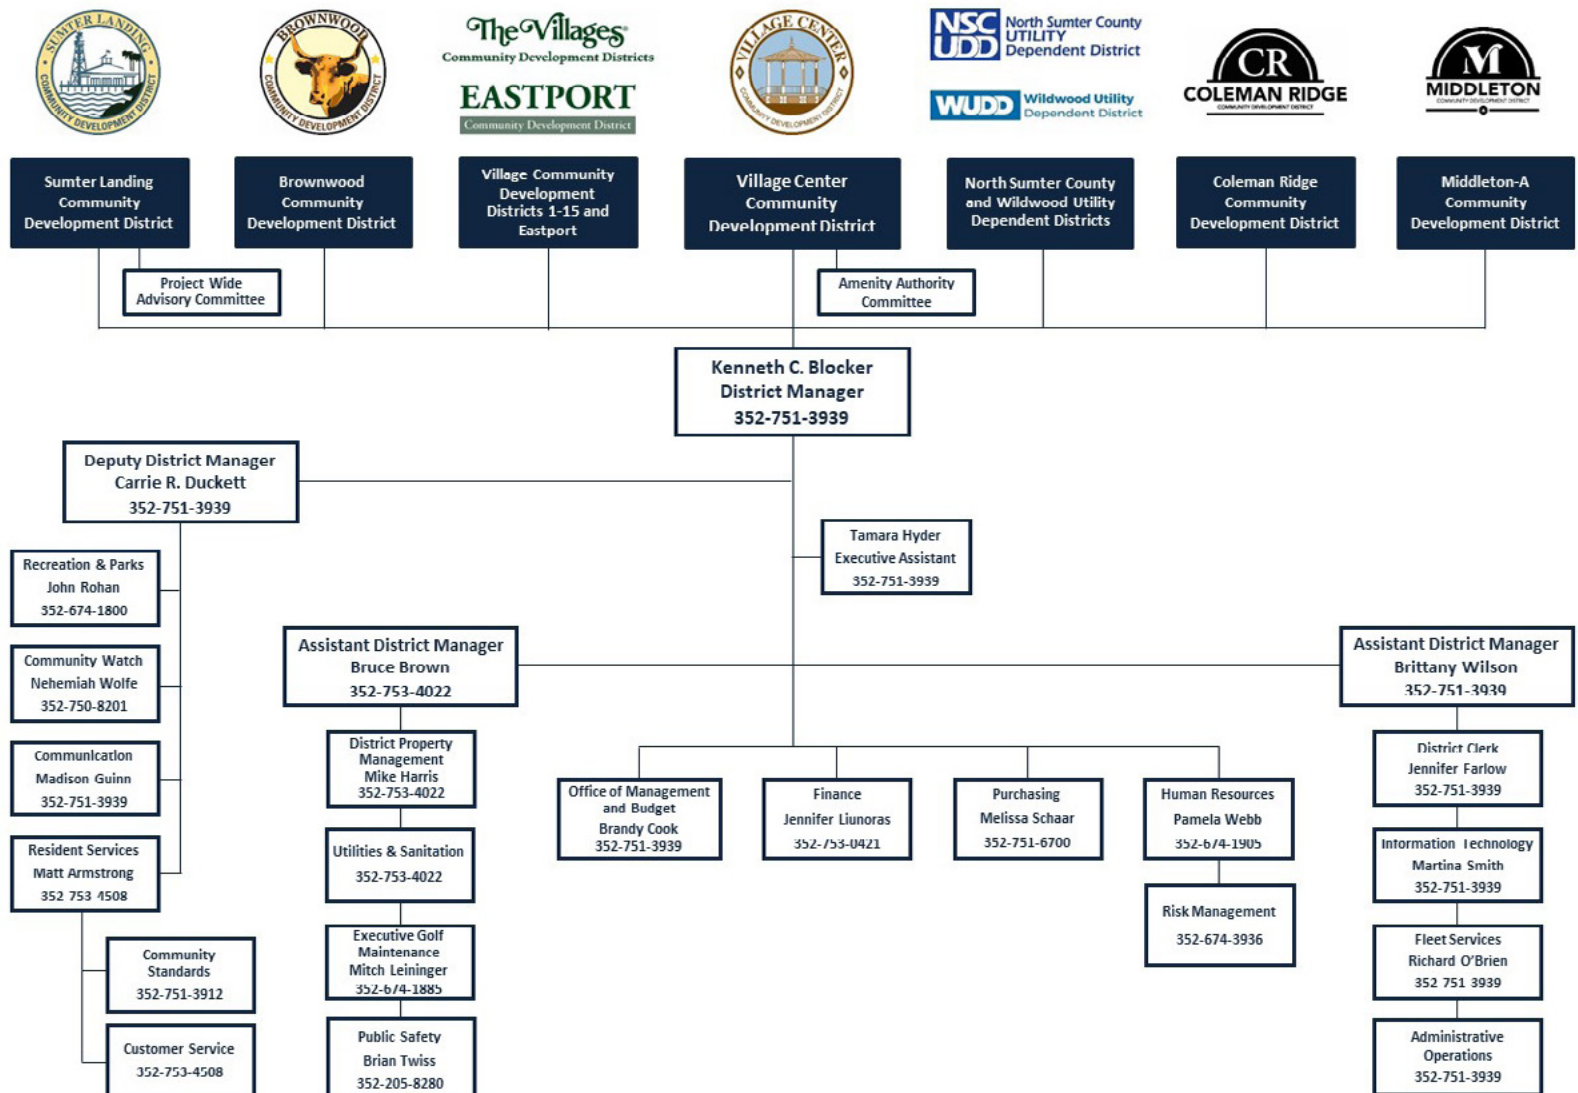 SUMTER LANDING
COMMUNITY DEVELOPMENT DISTRICT
BROWNWOOD
COMMUNITY DEVELOPMENT DISTRICT
The Villages®
Community Development Districts
EASTPORT
Community Development District
VILLAGE CENTER
COMMUNITY DEVELOPMENT DISTRICT
NSC
UDD
North Sumter County
UTILITY
Dependent District
WUDD
Wildwood Utility
Dependent District
CR
COLEMAN RIDGE
COMMUNITY DEVELOPMENT DISTRICT
M
MIDDLETON
COMMUNITY DEVELOPMENT DISTRICT
Sumter Landing
Community
Development District
Brownwood
Community
Development District
Village Community
Development
Districts 1-15 and
Eastport
Village Center
Community
Development District
North Sumter County
and Wildwood Utility
Dependent Districts
Coleman Ridge
Community
Development District
Middleton-A
Community
Development District
Project Wide
Advisory Committee
Amenity Authority
Committee
Kenneth C. Blocker
District Manager
352-751-3939
Deputy District Manager
Carrie R. Duckett
352-751-3939
Tamara Hyder
Executive Assistant
352-751-3939
Recreation & Parks
John Rohan
352-674-1800
Community Watch
Nehemiah Wolfe
352-750-8201
Communication
Madison Guinn
352-751-3939
Resident Services
Matt Armstrong
352-753-4508
Community
Standards
352-751-3912
Customer Service
352-753-4508
Assistant District Manager
Bruce Brown
352-753-4022
District Property
Management
Mike Harris
352-753-4022
Utilities & Sanitation
352-753-4022
Executive Golf
Maintenance
Mitch Leininger
352-674-1885
Public Safety
Brian Twiss
352-205-8280
Office of Management
and Budget
Brandy Cook
352-751-3939
Finance
Jennifer Liunoras
352-753-0421
Purchasing
Melissa Schaar
352-751-6700
Human Resources
Pamela Webb
352-674-1905
Risk Management
352-674-3936
Assistant District Manager
Brittany Wilson
352-751-3939
District Clerk
Jennifer Farlow
352-751-3939
Information Technology
Martina Smith
352-751-3939
Fleet Services
Richard O'Brien
352-751-3939
Administrative
Operations
352-751-3939